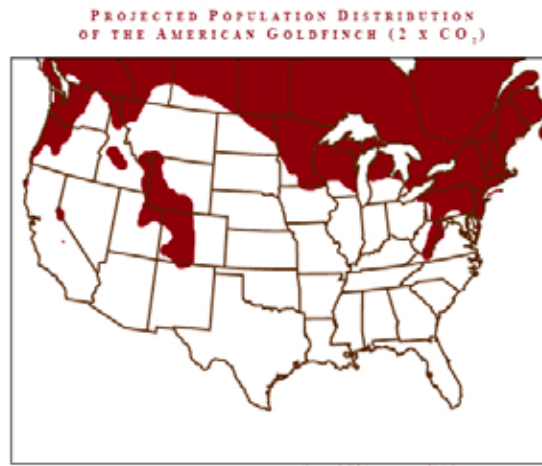 PROJECTED POPULATION DISTRIBUTION
OF THE AMERICAN GOLDFINCH (2 X CO₂)